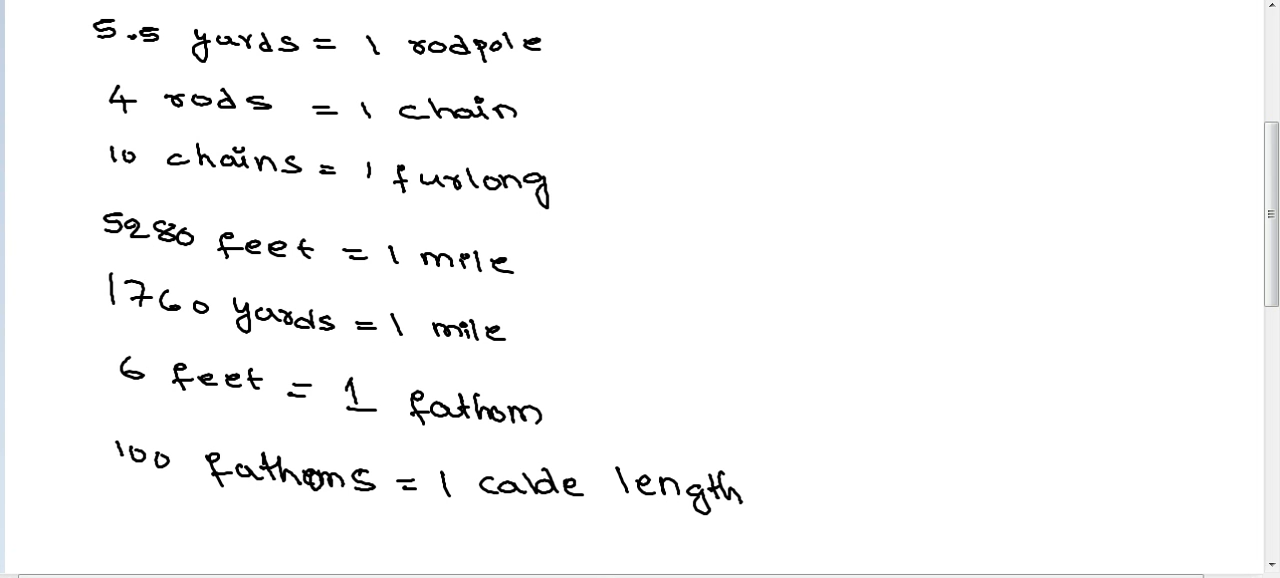 5.5 yards = 1 rodpole
4 rods = 1 chain
10 chains = 1 furlong
5280 feet = 1 mile
1760 yards = 1 mile
6 feet = 1 fathom
100 fathoms = 1 cable length